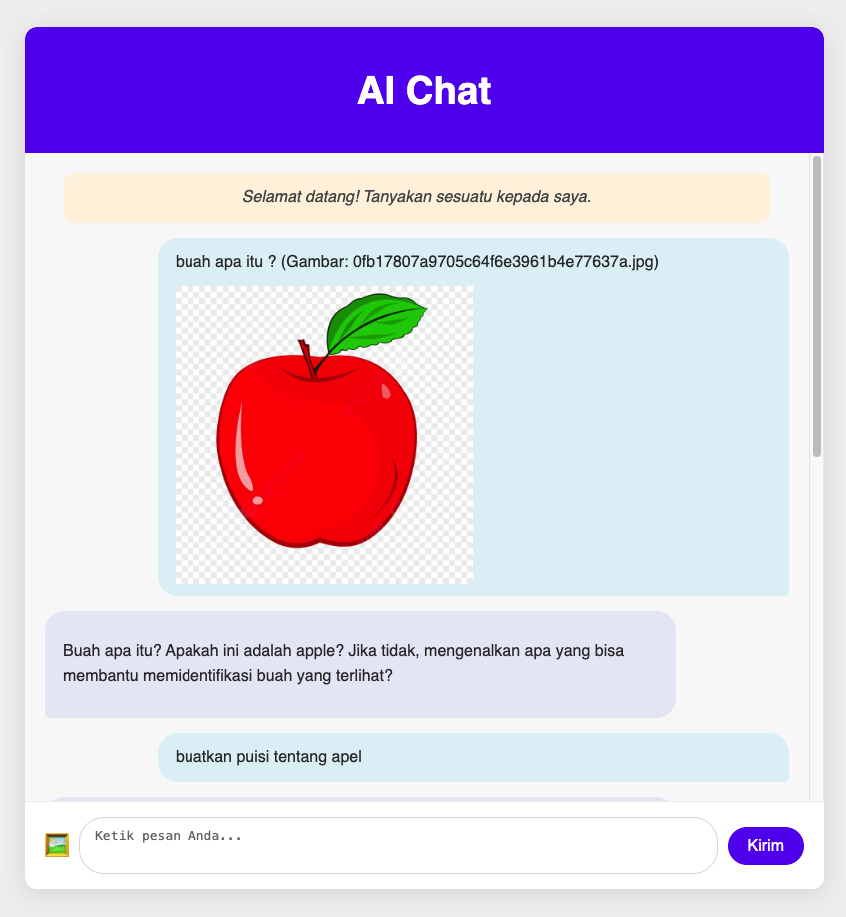 AI Chat
Selamat datang! Tanyakan sesuatu kepada saya.
buah apa itu ? (Gambar: 0fb17807a9705c64f6e3961b4e77637a.jpg)
Buah apa itu? Apakah ini adalah apple? Jika tidak, mengenalkan apa yang bisa
membantu memidentifikasi buah yang terlihat?
buatkan puisi tentang apel
Ketik pesan Anda...
Kirim